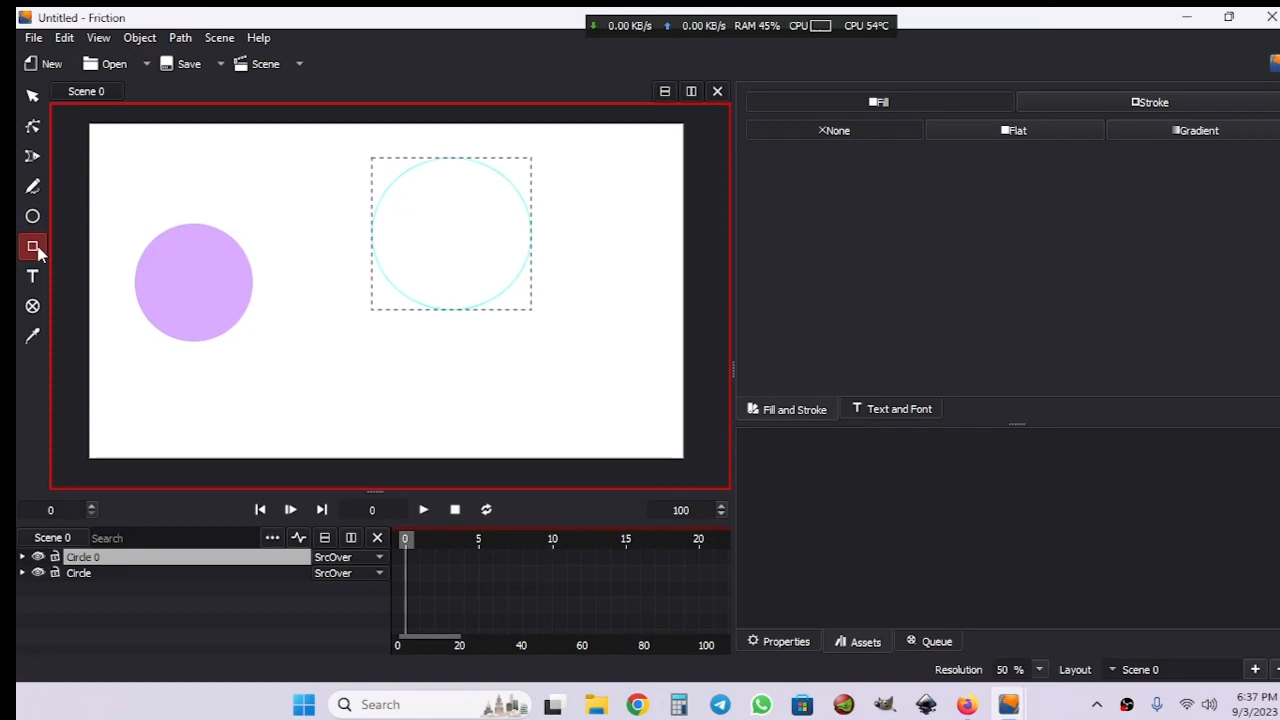 Untitled - Friction
0.00 KB/s 0.00 KB/s RAM 45% CPU CPU 54°C
File Edit View Object Path Scene Help
New Open Save Scene
Scene 0
Fill Stroke
None Flat Gradient
T
Fill and Stroke T Text and Font
0 0 100
Scene 0 Search
0 5 10 15 20
Circle 0 SrcOver
Circle SrcOver
0 20 40 60 80 100
Properties Assets Queue
Resolution 50 % Layout Scene 0
Search
6:37 PM
9/3/2023